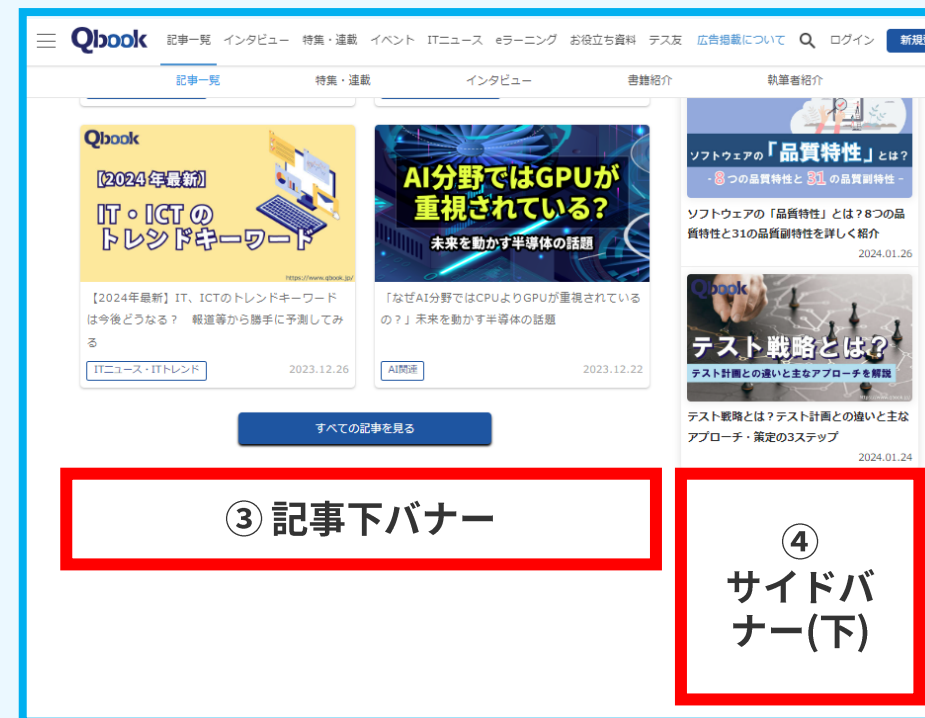 Qbook 記事一覧 インタビュー 特集・連載 イベント ITニュース eラーニング お役立ち資料 テス友 広告掲載について ログイン 新規
記事一覧 特集・連載 インタビュー 書籍紹介 執筆者紹介
Qbook
【2024年最新】
IT・ICTの
トレンドキーワード
https://www.qbook.jp/
【2024年最新】IT、ICTのトレンドキーワード
は今後どうなる? 報道等から勝手に予測してみ
る
ITニュース・ITトレンド 2023.12.26
AI分野ではGPUが
重視されている?
未来を動かす半導体の話題
「なぜAI分野ではCPUよりGPUが重視されている
の?」未来を動かす半導体の話題
AI関連 2023.12.22
すべての記事を見る
ソフトウェアの「品質特性」とは?
- 8つの品質特性と 31 の品質副特性 -
ソフトウェアの「品質特性」とは?8つの品
質特性と31の品質副特性を詳しく紹介
2024.01.26
Qbook
テスト戦略とは?
テスト計画との違いと主なアプローチを解説
テスト戦略とは?テスト計画との違いと主な
アプローチ・策定の3ステップ
2024.01.24
③ 記事下バナー
④
サイドバ
ナー(下)